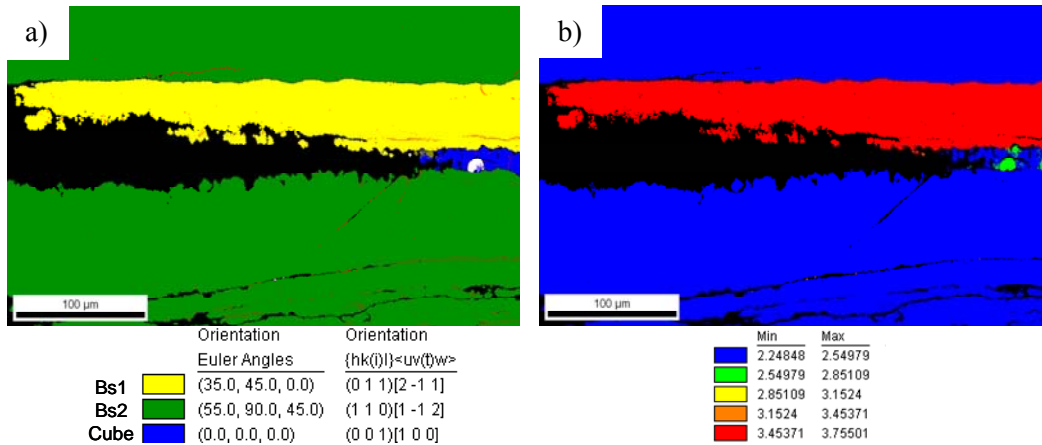 a)
b)
100 µm
100 µm
Orientation Orientation
Euler Angles {hk(i)l}<uv(t)w>
Bs1 (35.0, 45.0, 0.0) (0 1 1)[2 -1 1]
Bs2 (55.0, 90.0, 45.0) (1 1 0)[1 -1 2]
Cube (0.0, 0.0, 0.0) (0 0 1)[1 0 0]
Min Max
2.24848 2.54979
2.54979 2.85109
2.85109 3.1524
3.1524 3.45371
3.45371 3.75501